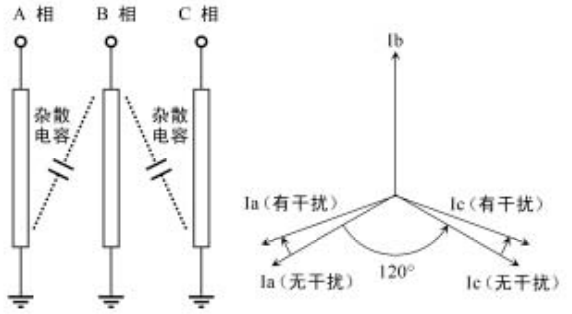 A 相 B 相 C 相
杂散
电容
杂散
电容
Ib
Ia(有干扰)
Ic(有干扰)
120°
Ia(无干扰)
Ic(无干扰)